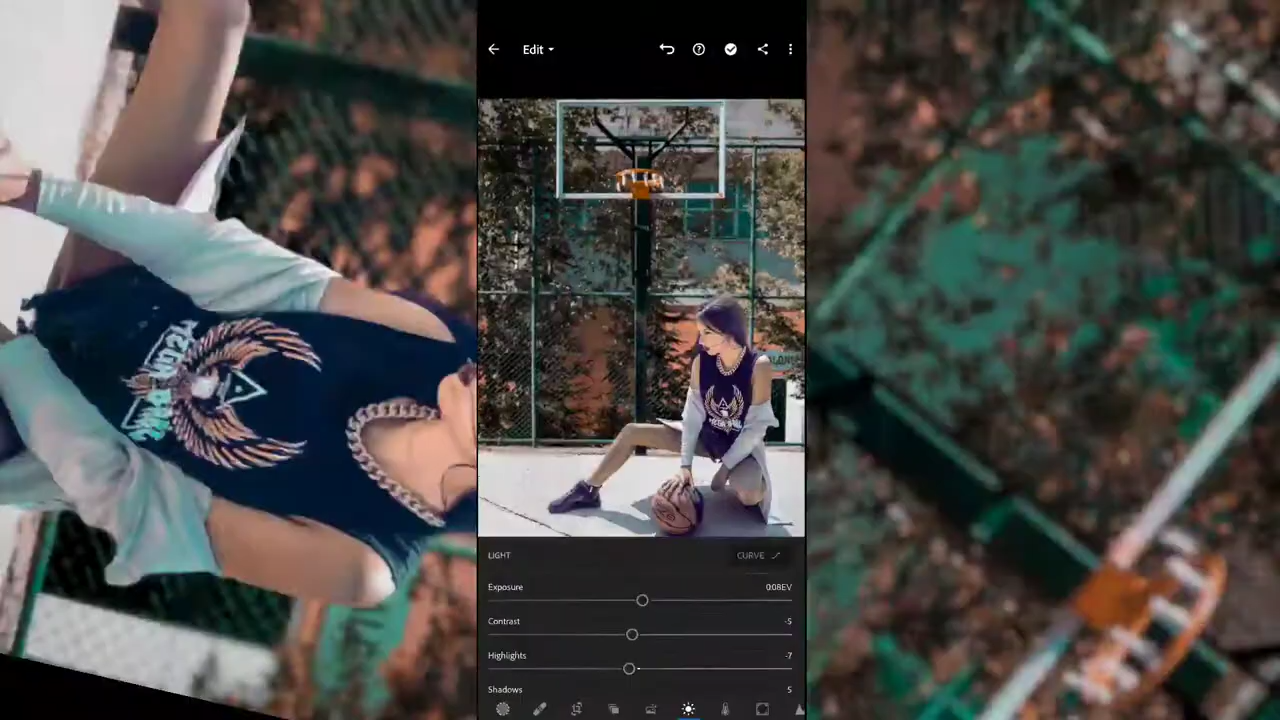 Edit
LIGHT
CURVE
Exposure
0.08EV
Contrast
-5
Highlights
-7
Shadows
5